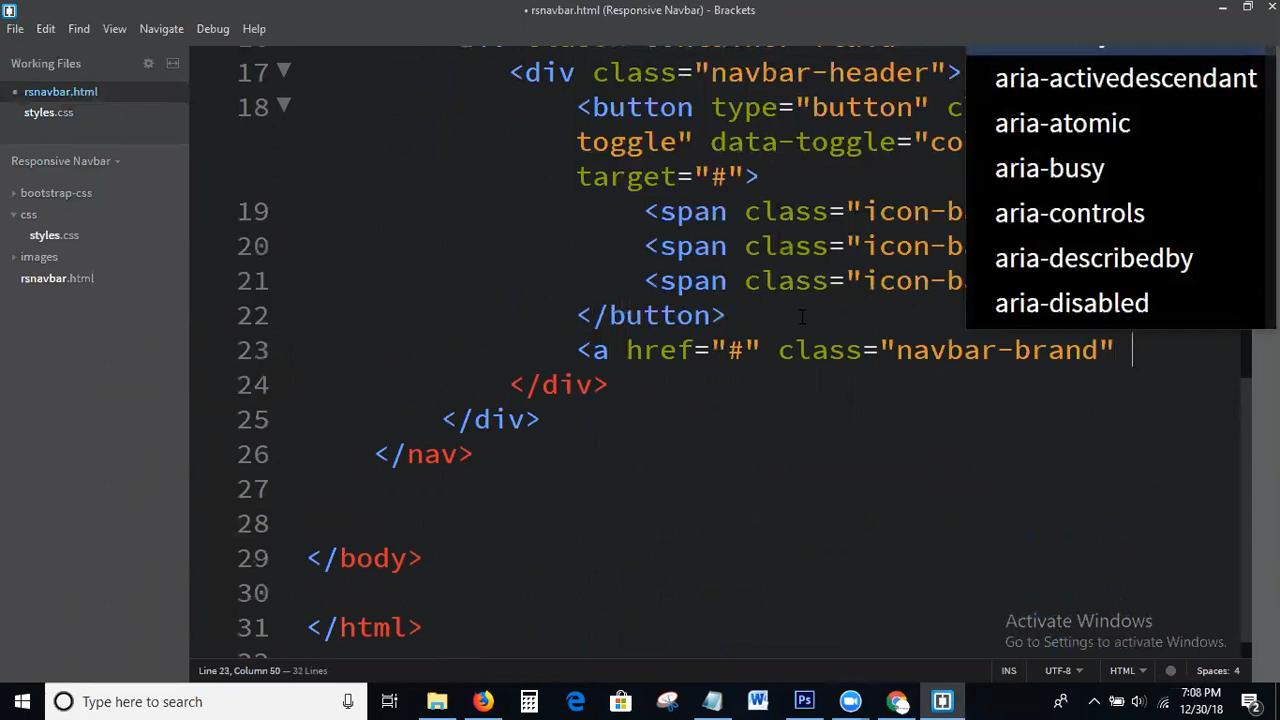 • rsnavbar.html (Responsive Navbar) - Brackets
File Edit Find View Navigate Debug Help
Working Files
• rsnavbar.html
styles.css
Responsive Navbar
bootstrap-css
css
styles.css
images
rsnavbar.html
17 <div class="navbar-header">
18 <button type="button" c
toggle" data-toggle="co
target="#">
19 <span class="icon-b
20 <span class="icon-b
21 <span class="icon-b
22 </button>
23 <a href="#" class="navbar-brand"
24 </div>
25 </div>
26 </nav>
27
28
29 </body>
30
31 </html>
aria-activedescendant
aria-atomic
aria-busy
aria-controls
aria-describedby
aria-disabled
Activate Windows
Go to Settings to activate Windows.
Line 23, Column 50 — 32 Lines
INS UTF-8 HTML Spaces: 4
Type here to search
7:08 PM
12/30/18
2